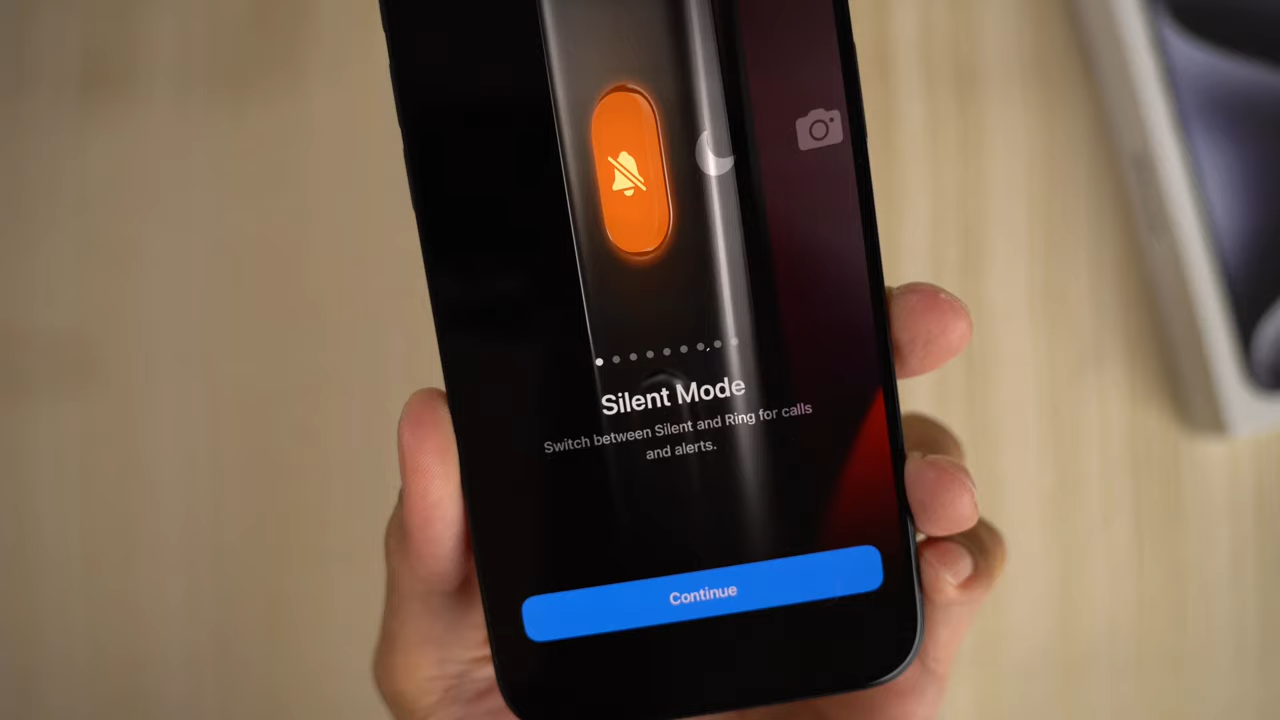 Silent Mode
Switch between Silent and Ring for calls
and alerts.
Continue